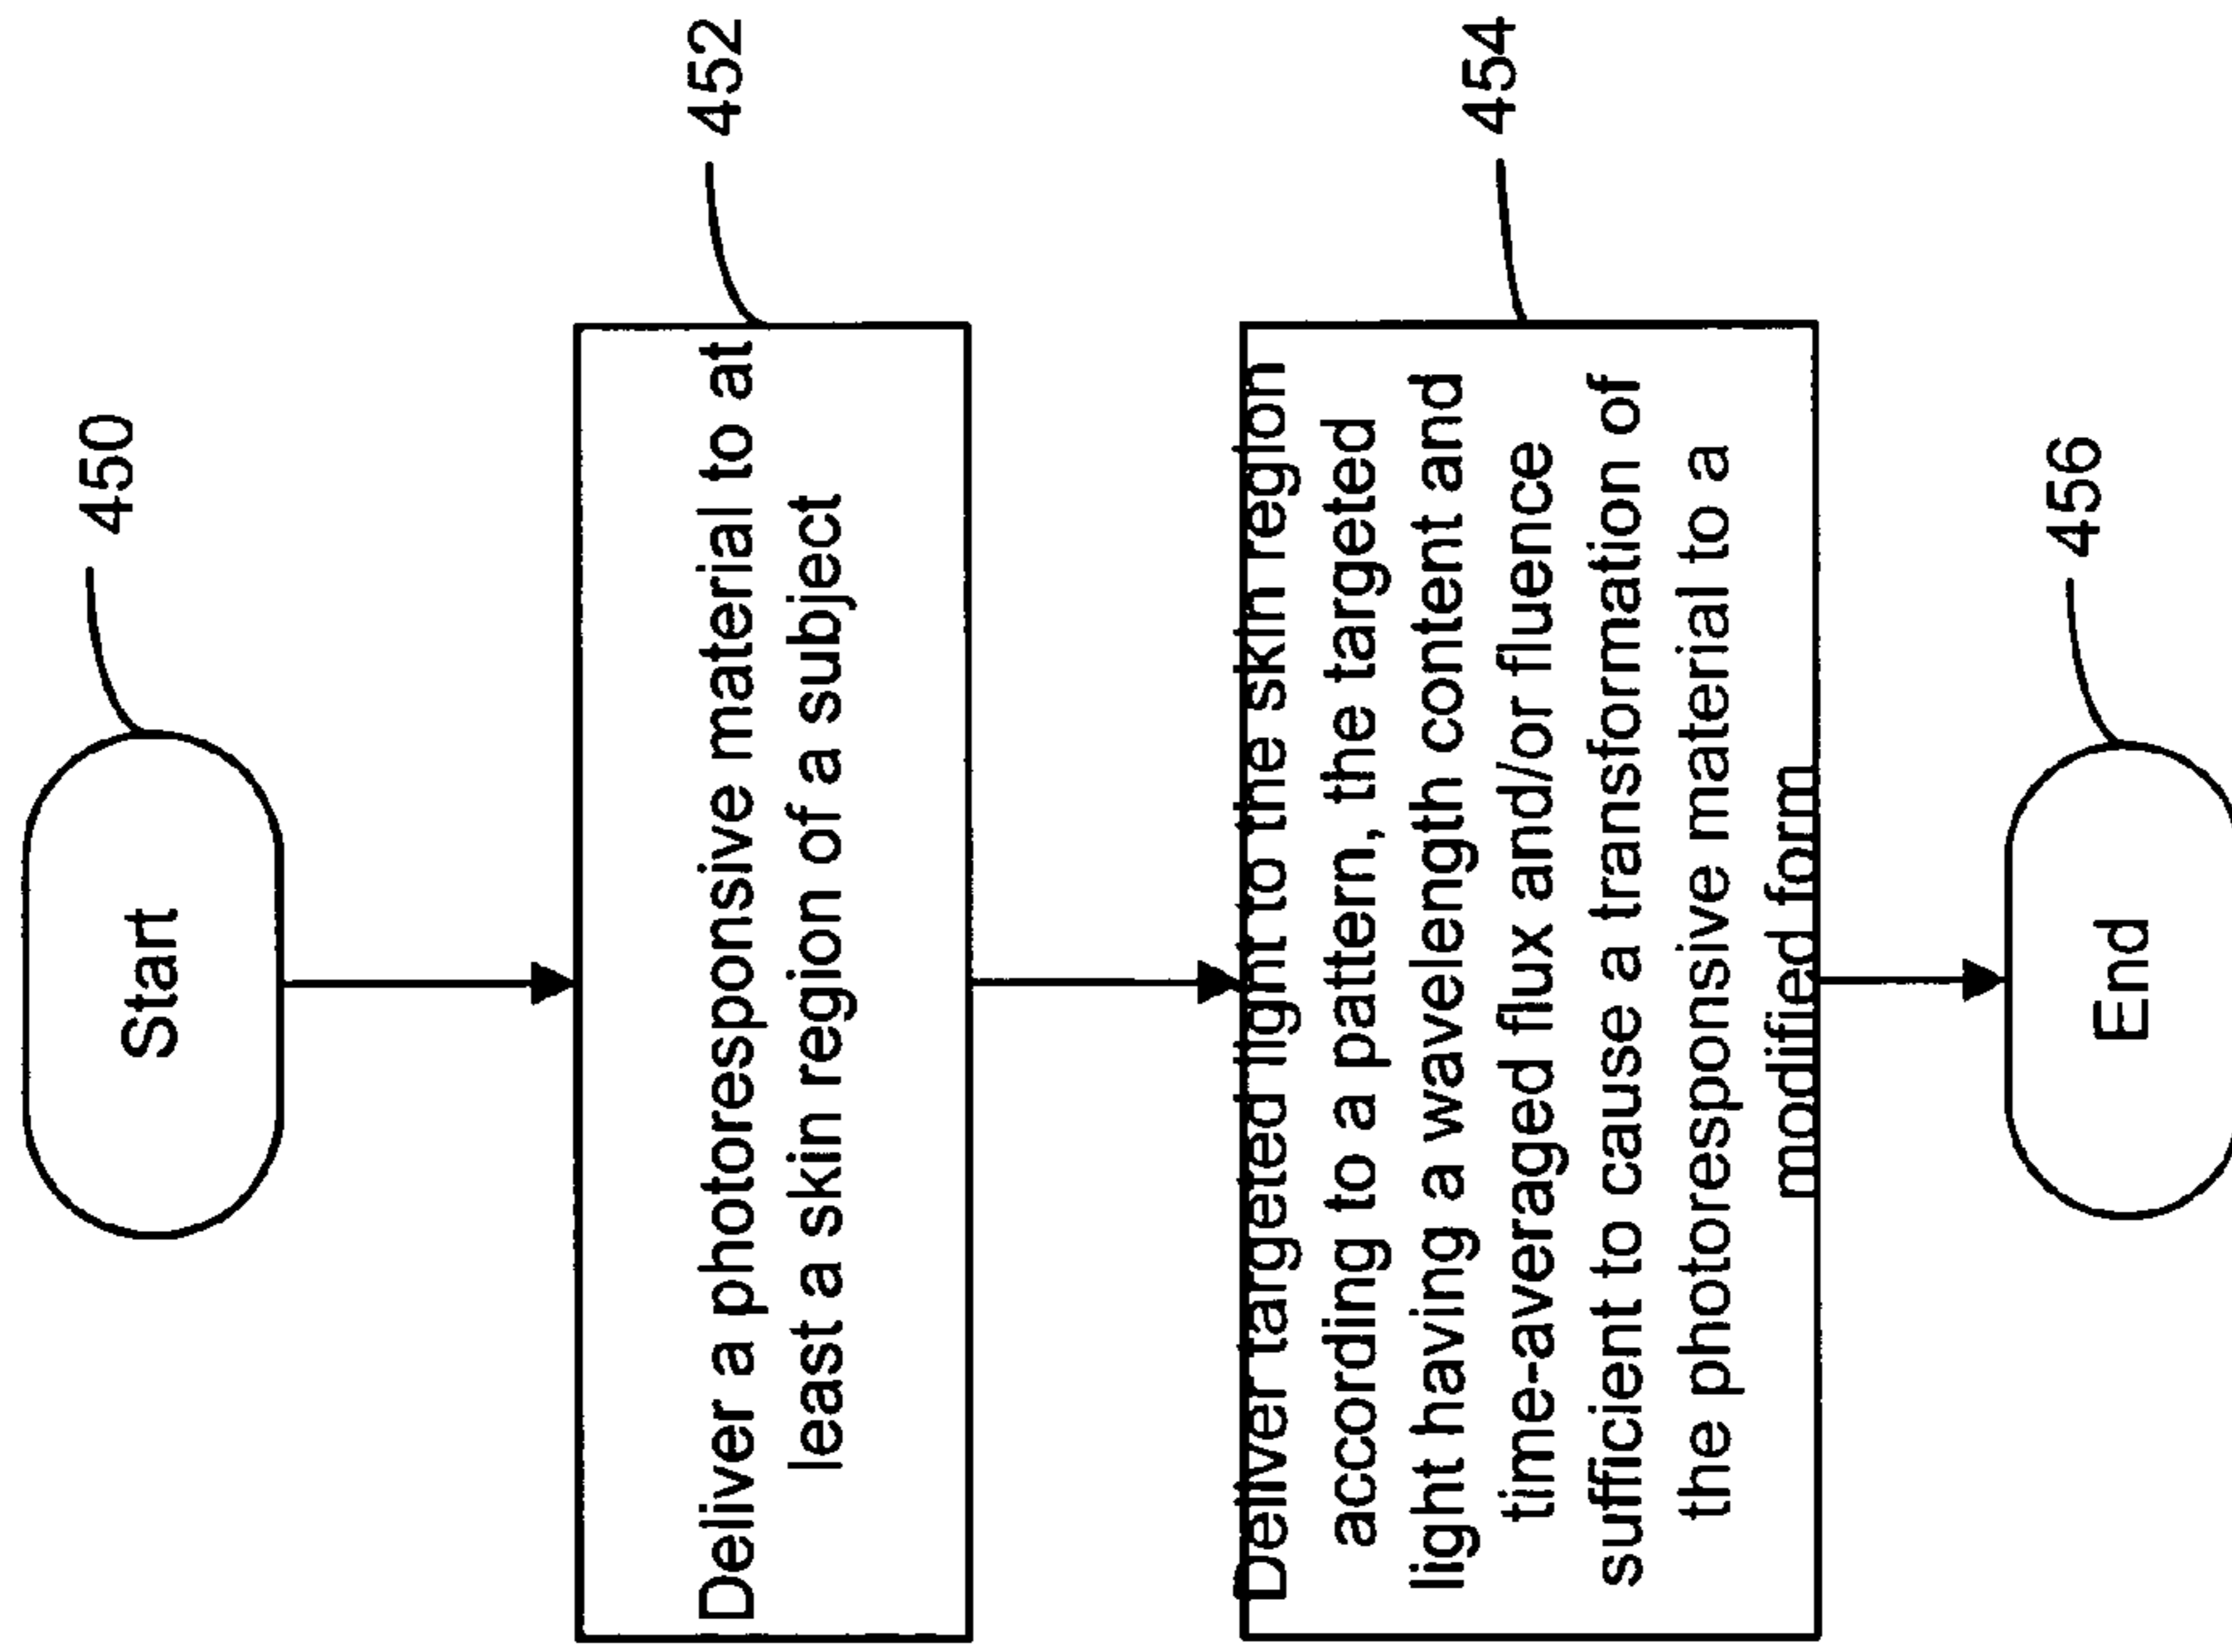 Start
450
Deliver a photoresponsive material to at
least a skin region of a subject
452
Deliver targeted light to the skin region
according to a pattern, the targeted
light having a wavelength content and
time-averaged flux and/or fluence
sufficient to cause a transformation of
the photoresponsive material to a
modified form
454
End
456